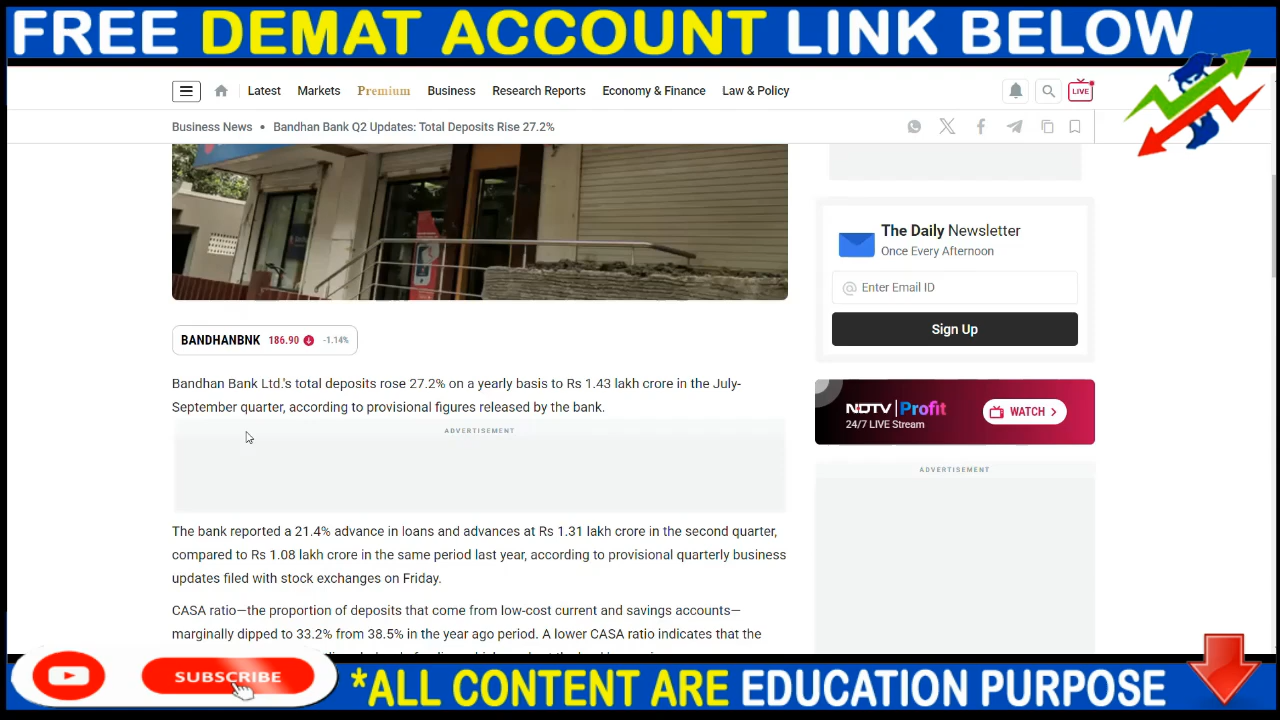 FREE DEMAT ACCOUNT LINK BELOW
Latest Markets Premium Business Research Reports Economy & Finance Law & Policy LIVE
Business News • Bandhan Bank Q2 Updates: Total Deposits Rise 27.2%
The Daily Newsletter
Once Every Afternoon
@ Enter Email ID
Sign Up
BANDHANBNK 186.90 -1.14%
Bandhan Bank Ltd.'s total deposits rose 27.2% on a yearly basis to Rs 1.43 lakh crore in the July-
September quarter, according to provisional figures released by the bank.
ADVERTISEMENT
NDTV | Profit
24/7 LIVE Stream
WATCH >
ADVERTISEMENT
The bank reported a 21.4% advance in loans and advances at Rs 1.31 lakh crore in the second quarter,
compared to Rs 1.08 lakh crore in the same period last year, according to provisional quarterly business
updates filed with stock exchanges on Friday.
CASA ratio—the proportion of deposits that come from low-cost current and savings accounts—
marginally dipped to 33.2% from 38.5% in the year ago period. A lower CASA ratio indicates that the
SUBSCRIBE
*ALL CONTENT ARE EDUCATION PURPOSE